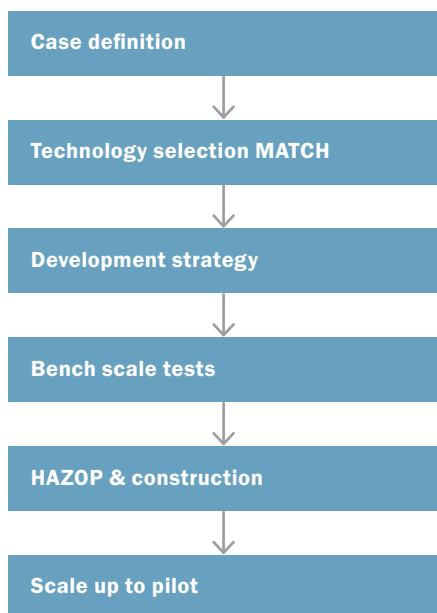 Case definition
Technology selection MATCH
Development strategy
Bench scale tests
HAZOP & construction
Scale up to pilot